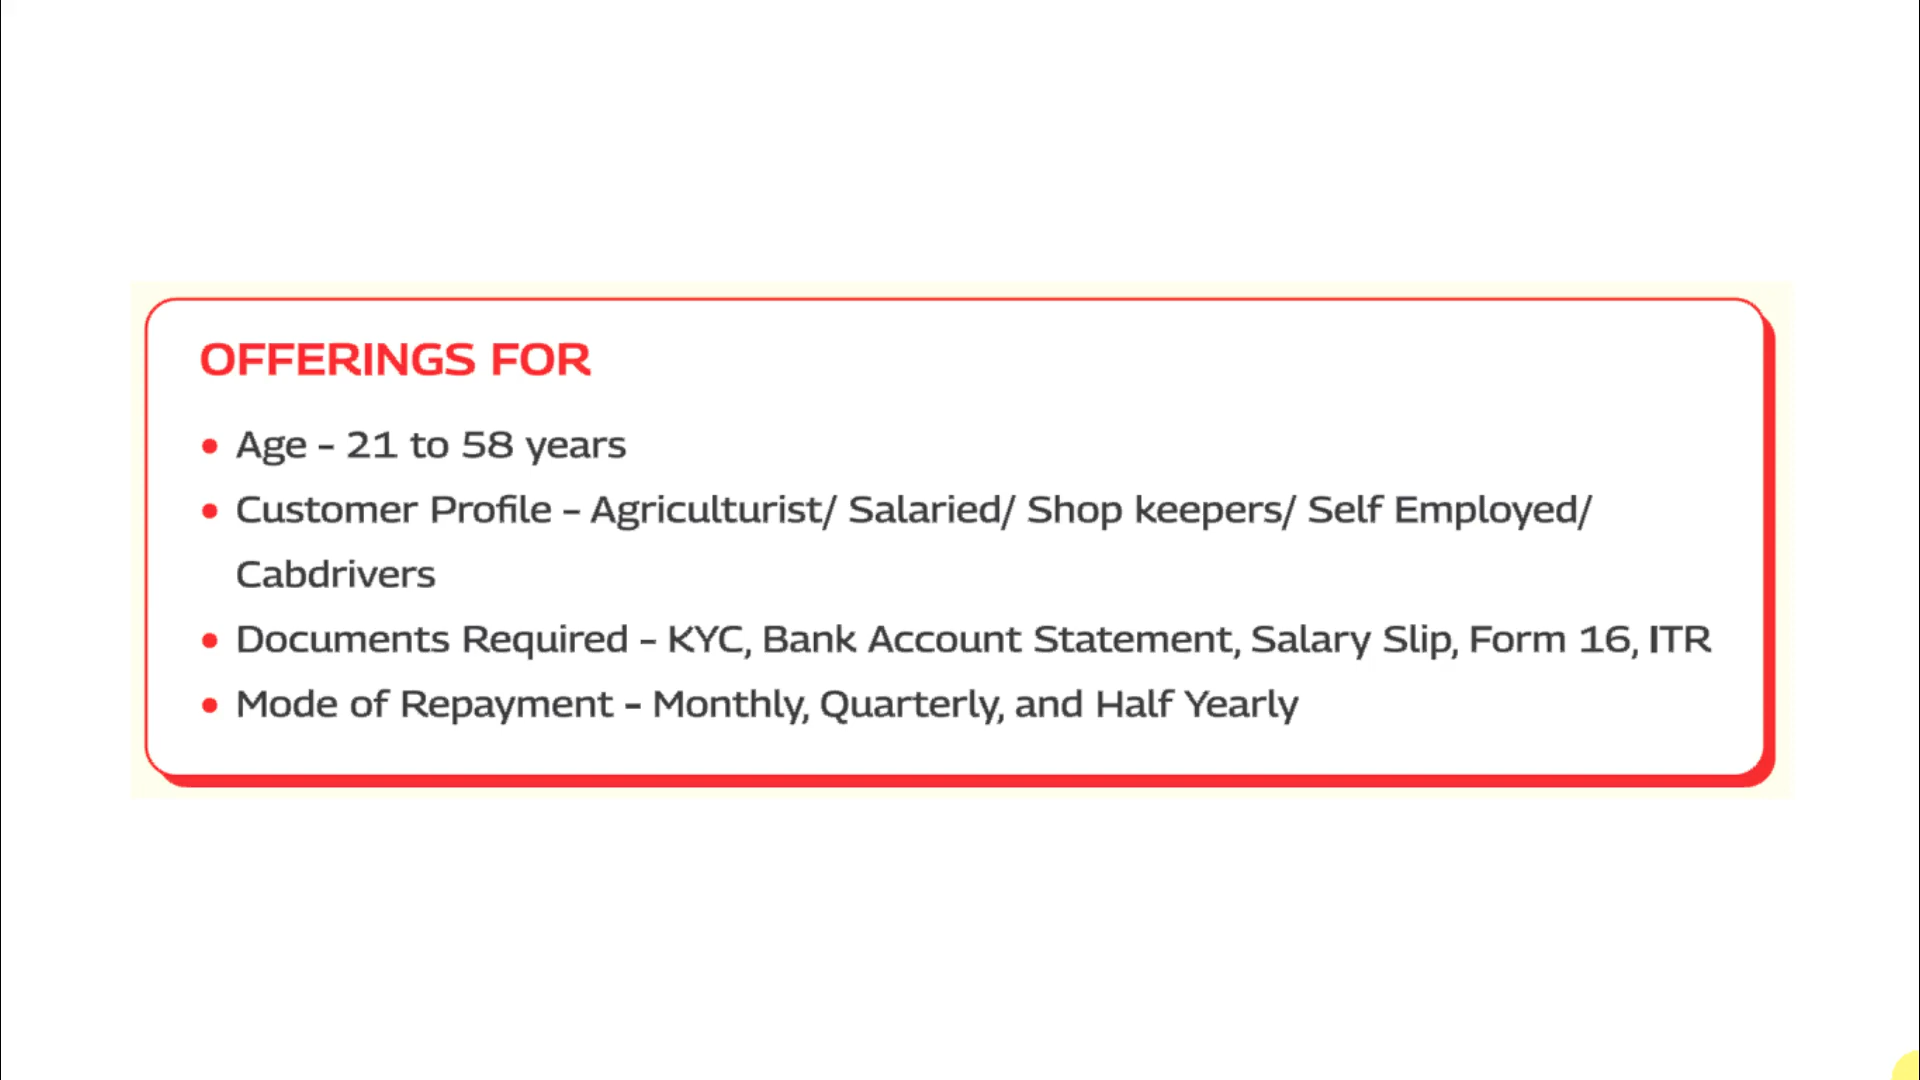 OFFERINGS FOR
• Age – 21 to 58 years
• Customer Profile – Agriculturist/ Salaried/ Shop keepers/ Self Employed/
Cabdrivers
• Documents Required – KYC, Bank Account Statement, Salary Slip, Form 16, ITR
• Mode of Repayment – Monthly, Quarterly, and Half Yearly